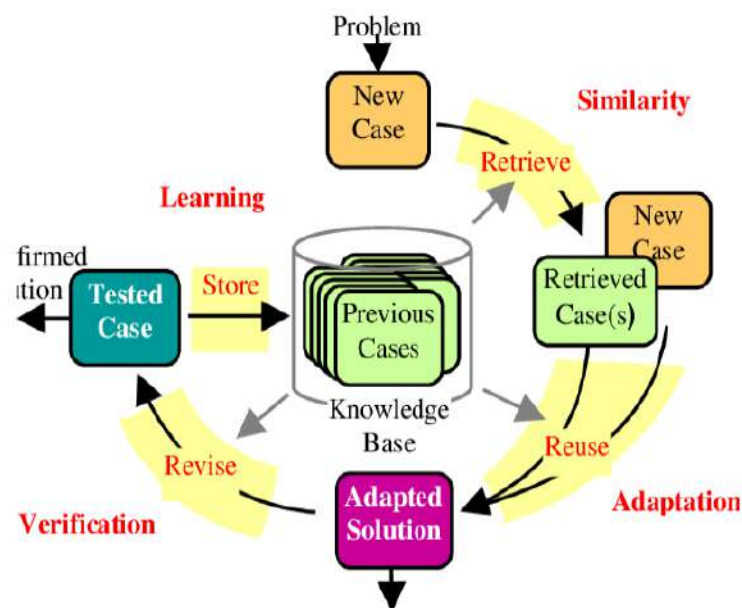 Problem
New
Case
Similarity
Retrieve
Learning
New
Case
firmed
ution
Tested
Case
Store
Previous
Cases
Retrieved
Case(s)
Knowledge
Base
Revise
Reuse
Adapted
Solution
Verification
Adaptation